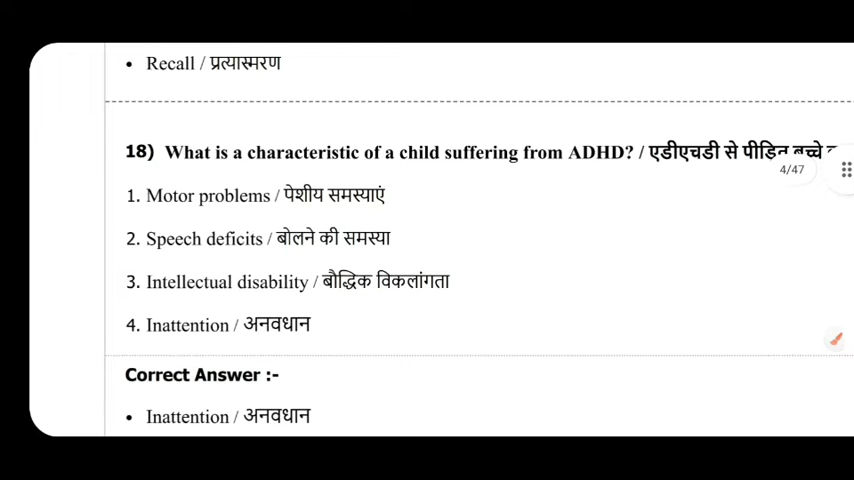 • Recall / प्रत्यास्मरण
18) What is a characteristic of a child suffering from ADHD? / एडीएचडी से पीड़ित बच्चे
4/47
1. Motor problems / पेशीय समस्याएं
2. Speech deficits / बोलने की समस्या
3. Intellectual disability / बौद्धिक विकलांगता
4. Inattention / अनवधान
Correct Answer :-
• Inattention / अनवधान